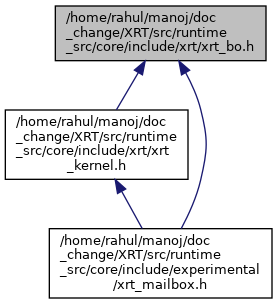 /home/rahul/manoj/doc
_change/XRT/src/runtime
_src/core/include/xrt/xrt_bo.h
/home/rahul/manoj/doc
_change/XRT/src/runtime
_src/core/include/xrt/xrt
_kernel.h
/home/rahul/manoj/doc
_change/XRT/src/runtime
_src/core/include/experimental
/xrt_mailbox.h